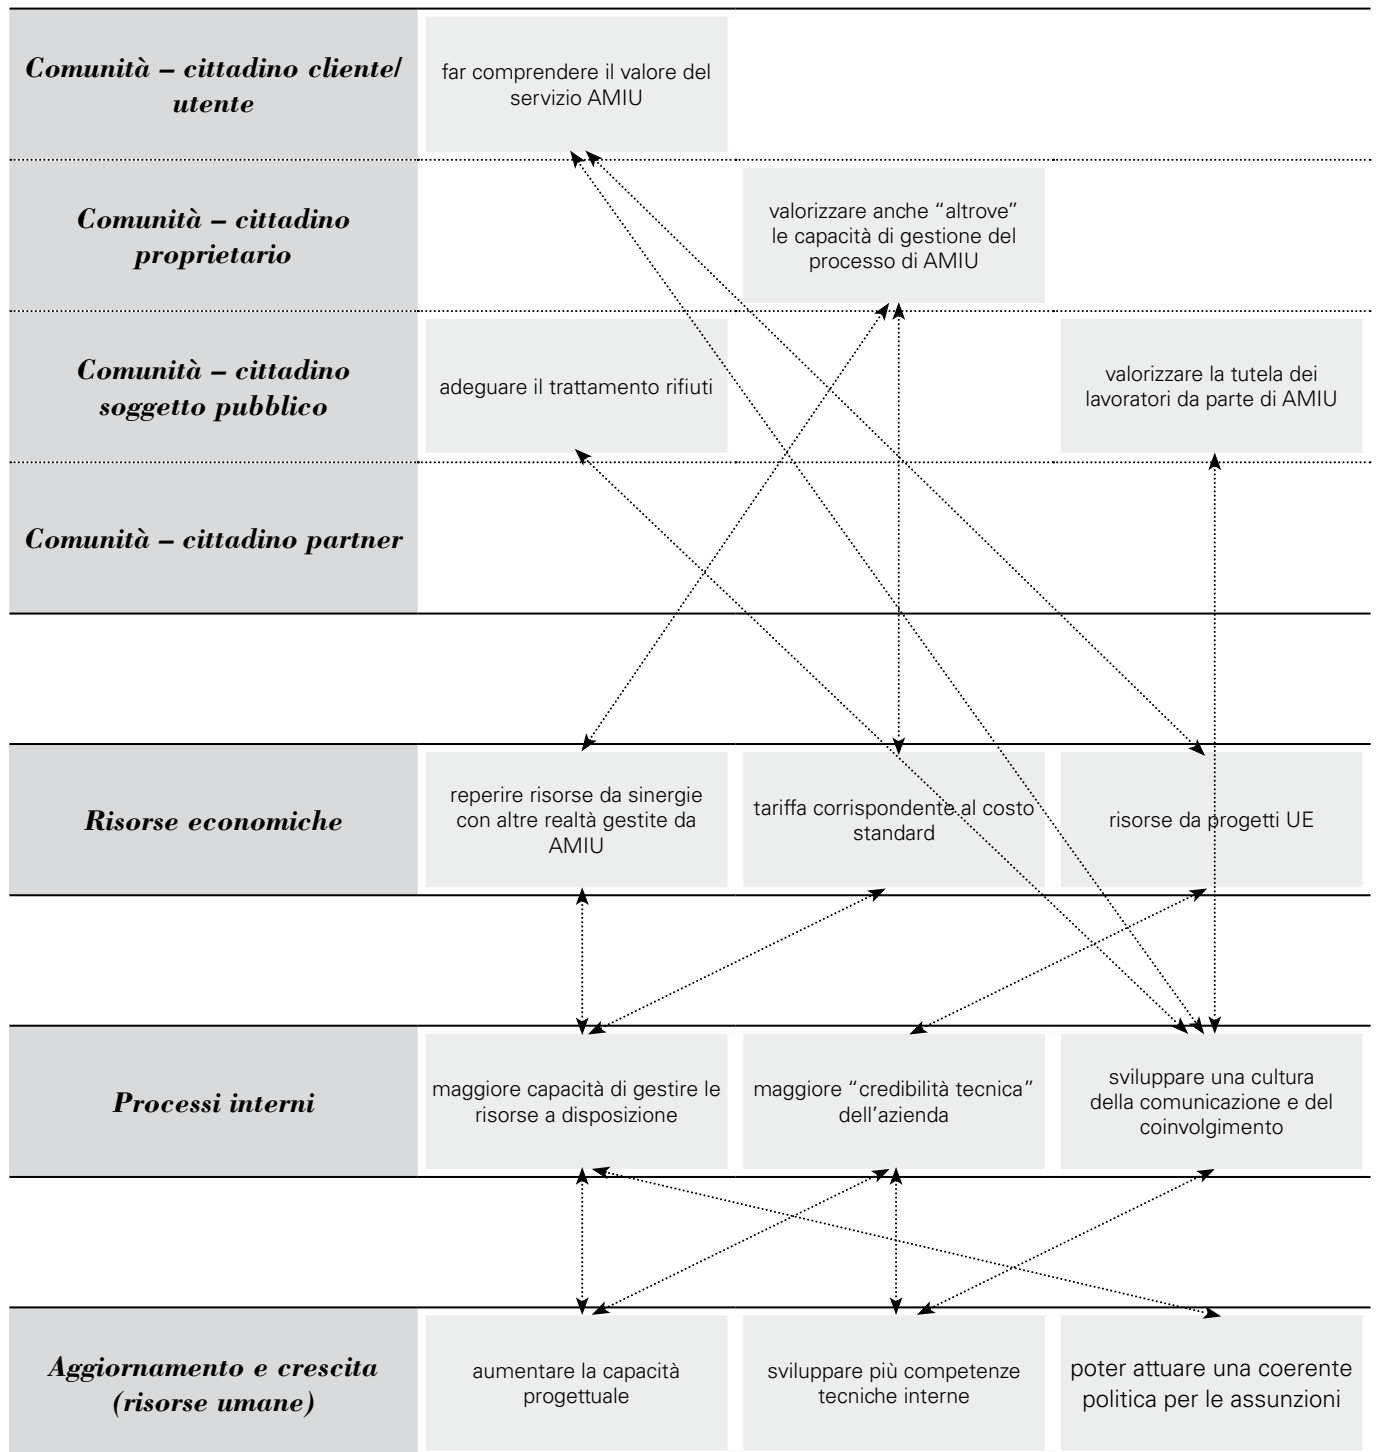 Comunità – cittadino cliente/
utente
far comprendere il valore del
servizio AMIU
Comunità – cittadino
proprietario
valorizzare anche “altrove”
le capacità di gestione del
processo di AMIU
Comunità – cittadino
soggetto pubblico
adeguare il trattamento rifiuti
valorizzare la tutela dei
lavoratori da parte di AMIU
Comunità – cittadino partner
Risorse economiche
reperire risorse da sinergie
con altre realtà gestite da
AMIU
tariffa corrispondente al costo
standard
risorse da progetti UE
Processi interni
maggiore capacità di gestire le
risorse a disposizione
maggiore “credibilità tecnica”
dell’azienda
sviluppare una cultura
della comunicazione e del
coinvolgimento
Aggiornamento e crescita
(risorse umane)
aumentare la capacità
progettuale
sviluppare più competenze
tecniche interne
poter attuare una coerente
politica per le assunzioni